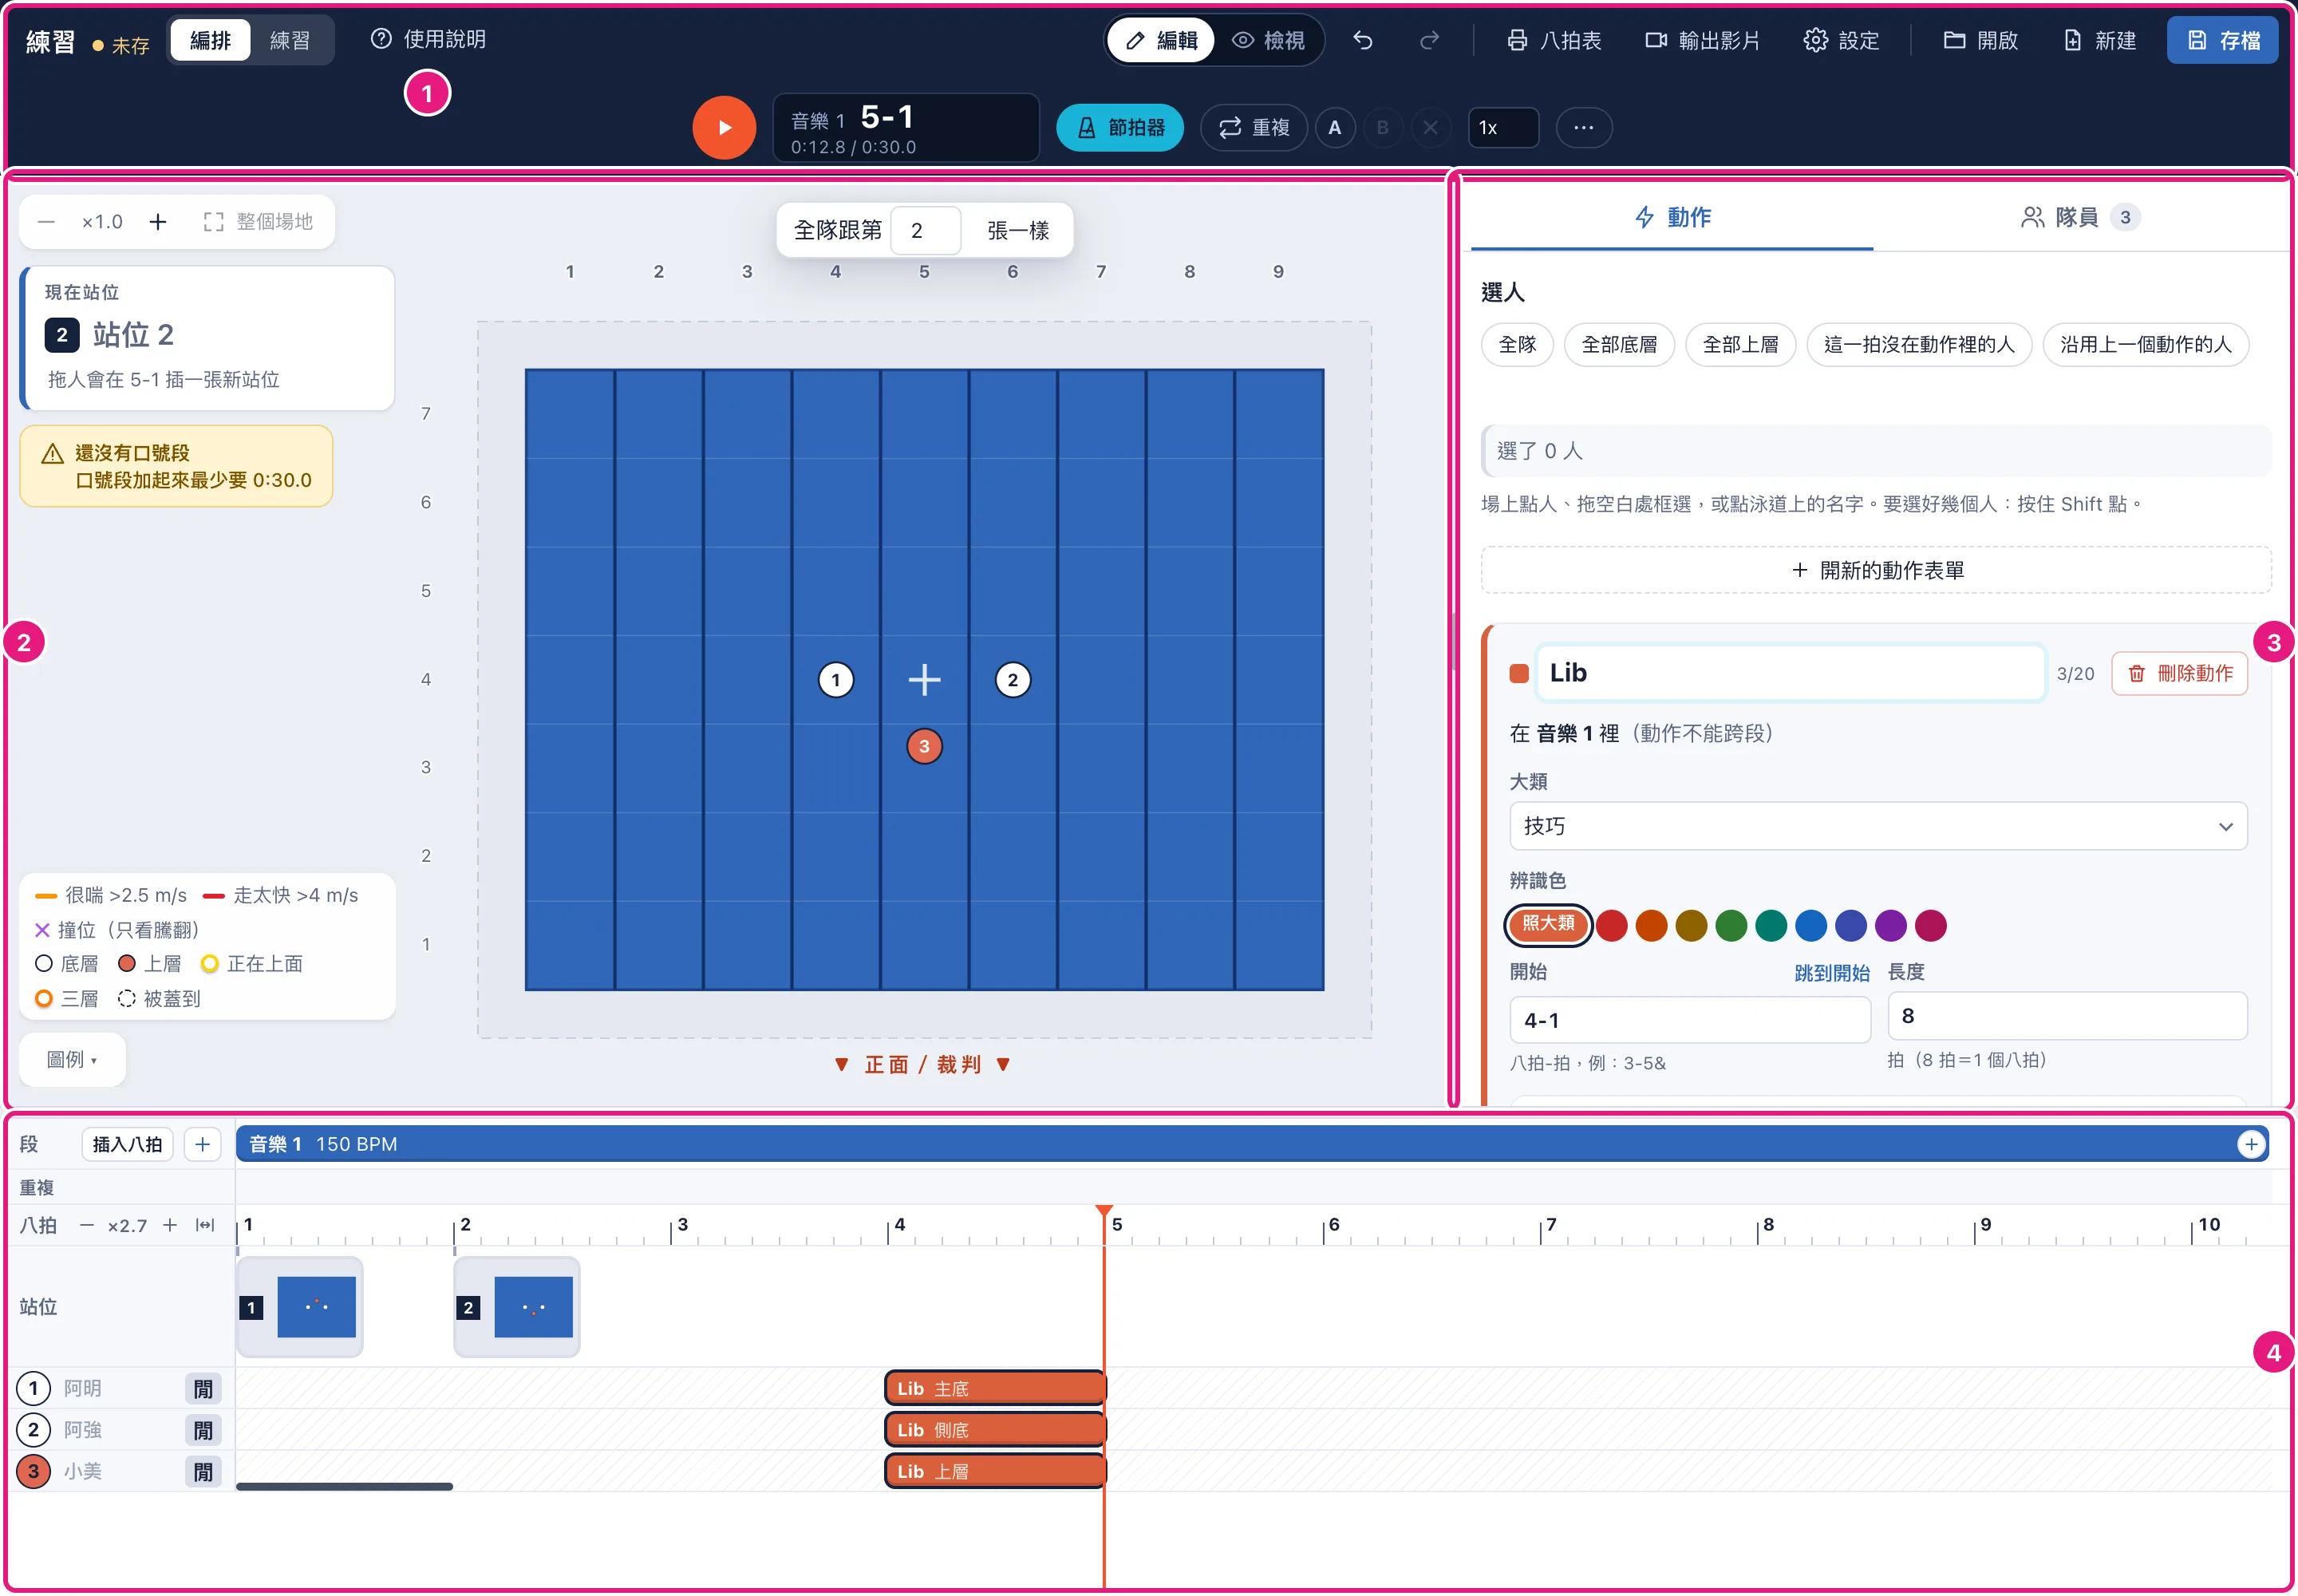 練習 未存 編排 練習 使用說明 編輯 檢視 八拍表 輸出影片 設定 開啟 新建 存檔
1
音樂 1 5-1
0:12.8 / 0:30.0
節拍器 重複 A B 1x
×1.0 整個場地
全隊跟第 2 張一樣
1 2 3 4 5 6 7 8 9
現在站位
2 站位 2
拖人會在 5-1 插一張新站位
還沒有口號段
口號段加起來最少要 0:30.0
7
6
5
4
3
2
1
1
2
3
2
很喘 >2.5 m/s 走太快 >4 m/s
撞位（只看騰翻）
底層 上層 正在上面
三層 被蓋到
圖例
正面 / 裁判
動作 隊員 3
選人
全隊 全部底層 全部上層 這一拍沒在動作裡的人 沿用上一個動作的人
選了 0 人
場上點人、拖空白處框選，或點泳道上的名字。要選好幾個人：按住 Shift 點。
開新的動作表單
3
Lib 3/20 刪除動作
在 音樂 1 裡（動作不能跨段）
大類
技巧
辨識色
照大類
開始 跳到開始 長度
4-1 8
八拍-拍，例：3-5& 拍（8 拍＝1 個八拍）
段 插入八拍 音樂 1 150 BPM
重複
八拍 ×2.7 1 2 3 4 5 6 7 8 9 10
站位 1 2
4
1 阿明 閒 Lib 主底
2 阿強 閒 Lib 側底
3 小美 閒 Lib 上層